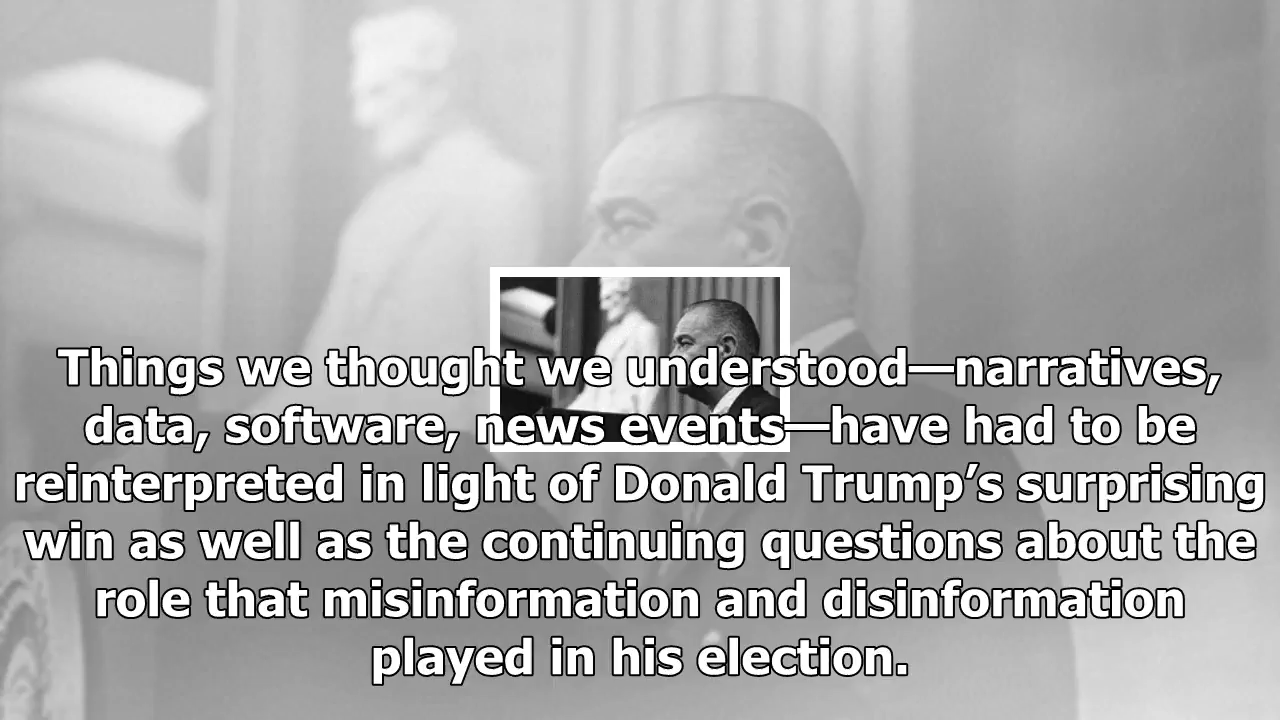 Things we thought we understood—narratives,
data, software, news events—have had to be
reinterpreted in light of Donald Trump’s surprising
win as well as the continuing questions about the
role that misinformation and disinformation
played in his election.